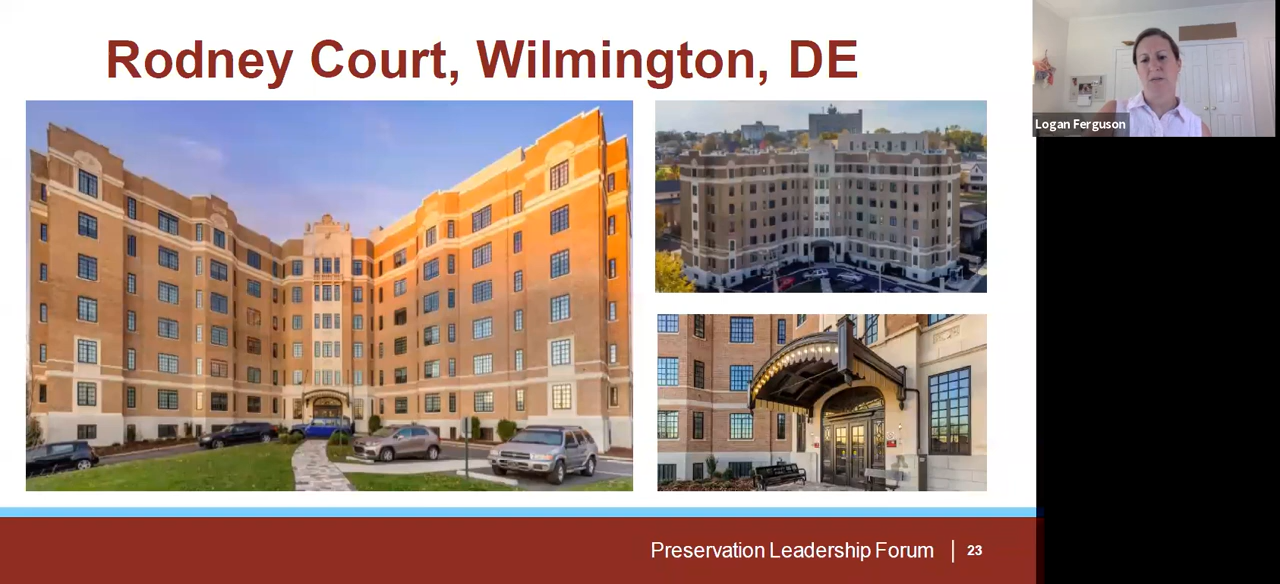 Rodney Court, Wilmington, DE
Logan Ferguson
Preservation Leadership Forum | 23